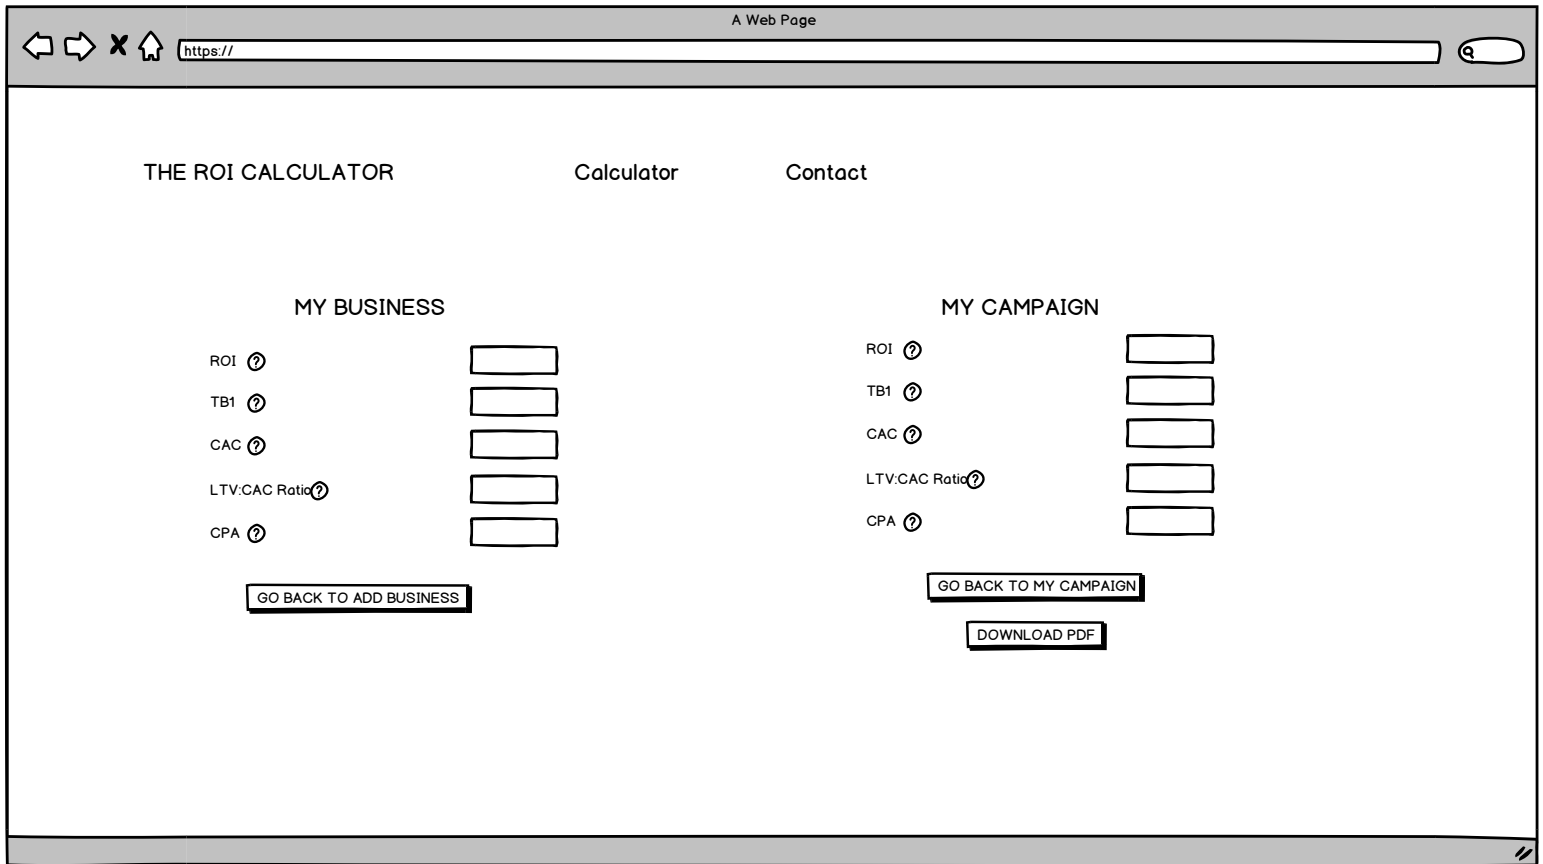 A Web Page
https://
THE ROI CALCULATOR
Calculator
Contact
MY BUSINESS
ROI ?
TB1 ?
CAC ?
LTV:CAC Ratio ?
CPA ?
GO BACK TO ADD BUSINESS
MY CAMPAIGN
ROI ?
TB1 ?
CAC ?
LTV:CAC Ratio ?
CPA ?
GO BACK TO MY CAMPAIGN
DOWNLOAD PDF